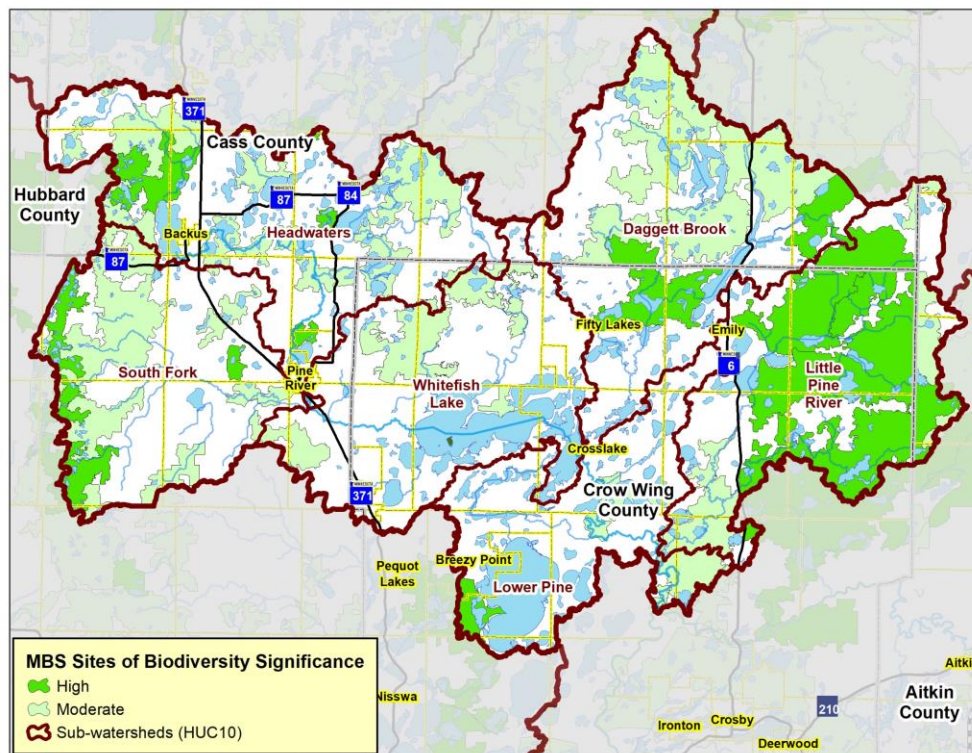 371
Cass County
Hubbard
County
87
84
Headwaters
Backus
87
Daggett Brook
Fifty Lakes
Emily
6
South Fork
Pine
River
Whitefish
Lake
Little
Pine
River
Crosslake
371
Crow Wing
County
Pequot
Lakes
Breezy Point
Lower Pine
MBS Sites of Biodiversity Significance
High
Moderate
Sub-watersheds (HUC10)
Nisswa
Ironton
Crosby
Deerwood
210
Aitki
Aitkin
County